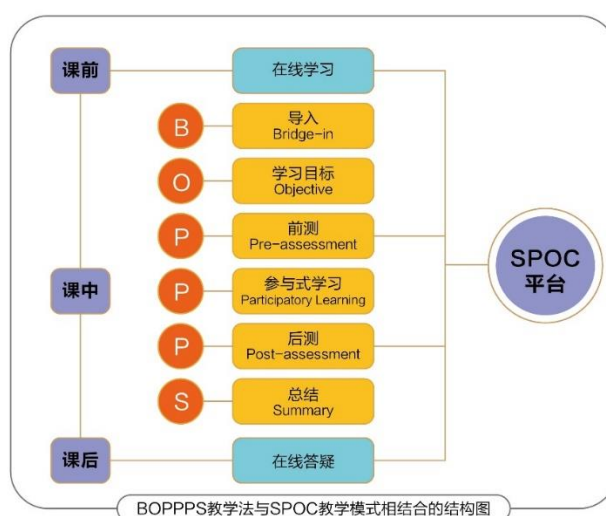 课前
在线学习
B
导入
Bridge-in
O
学习目标
Objective
P
前测
Pre-assessment
课中
P
参与式学习
Participatory Learning
P
后测
Post-assessment
S
总结
Summary
课后
在线答疑
SPOC
平台
BOPPPS教学法与SPOC教学模式相结合的结构图